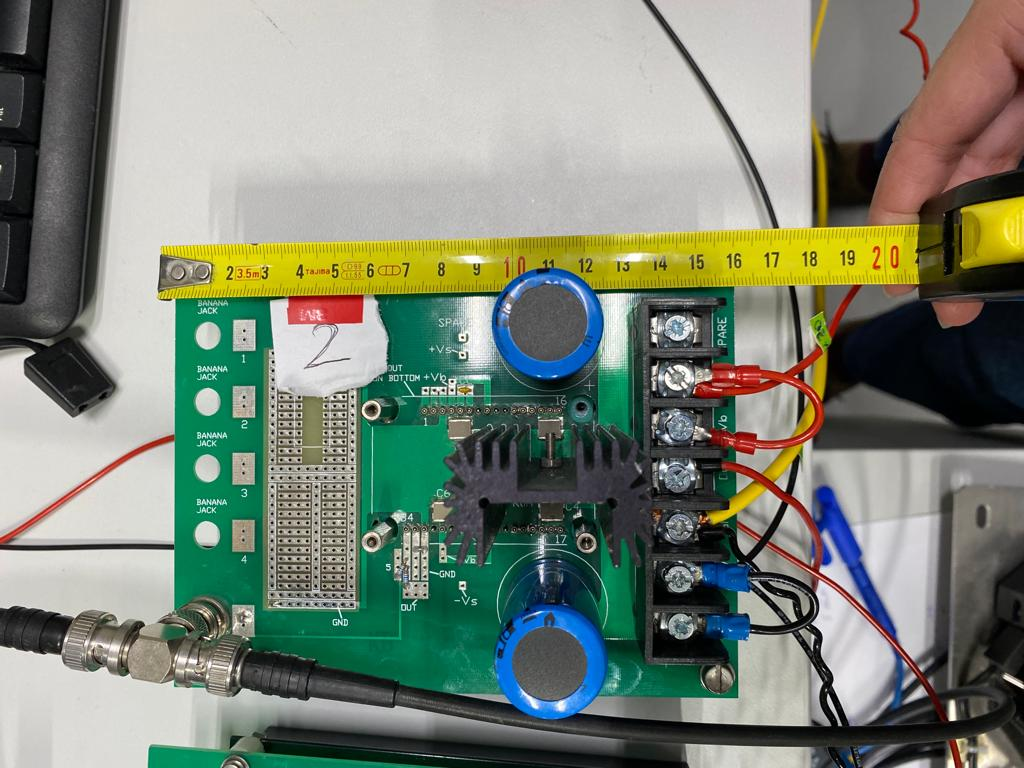 2 3.5m 3 4 TAJIMA 5 6 7 8 9 10 11 12 13 14 15 16 17 18 19 20
BANANA
JACK
1
BANANA
JACK
2
BANANA
JACK
3
BANANA
JACK
4
2
+Vs
OUT
ON BOTTOM
+Vb
16
+
C6
17
5
GND
OUT
-Vs
GND
PARE